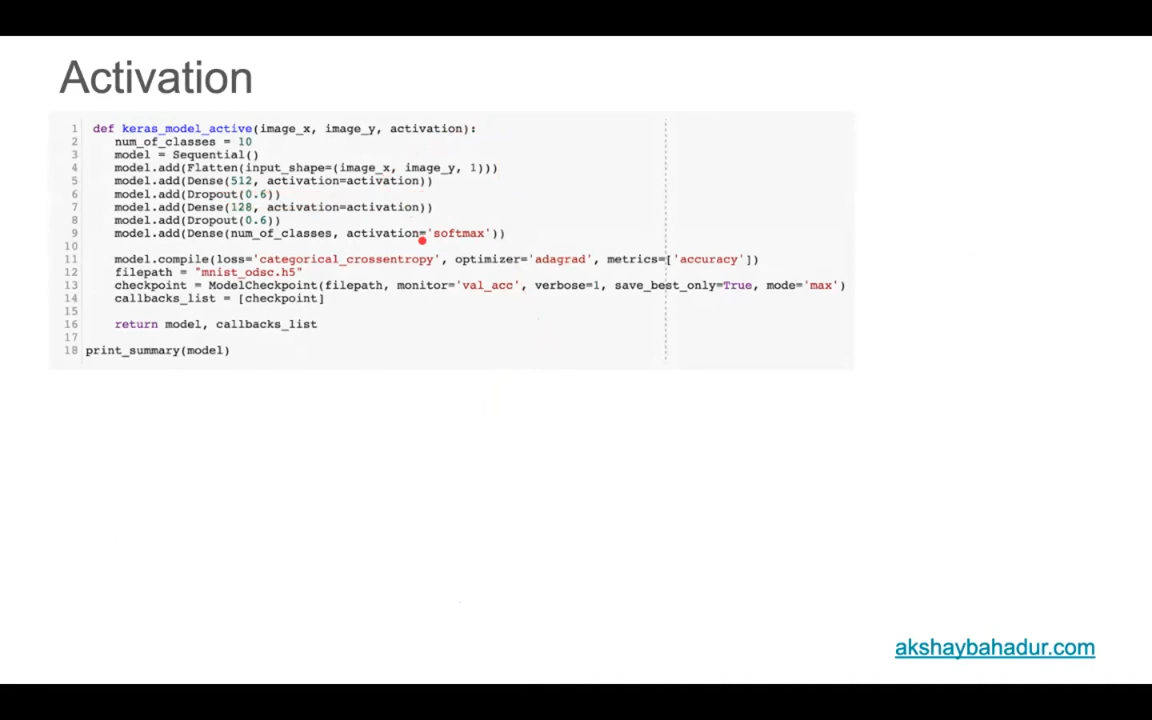 Activation
1 def keras_model_active(image_x, image_y, activation):
2 num_of_classes = 10
3 model = Sequential()
4 model.add(Flatten(input_shape=(image_x, image_y, 1)))
5 model.add(Dense(512, activation=activation))
6 model.add(Dropout(0.6))
7 model.add(Dense(128, activation=activation))
8 model.add(Dropout(0.6))
9 model.add(Dense(num_of_classes, activation='softmax'))
10
11 model.compile(loss='categorical_crossentropy', optimizer='adagrad', metrics=['accuracy'])
12 filepath = "mnist_odsc.h5"
13 checkpoint = ModelCheckpoint(filepath, monitor='val_acc', verbose=1, save_best_only=True, mode='max')
14 callbacks_list = [checkpoint]
15
16 return model, callbacks_list
17
18 print_summary(model)
akshaybahadur.com